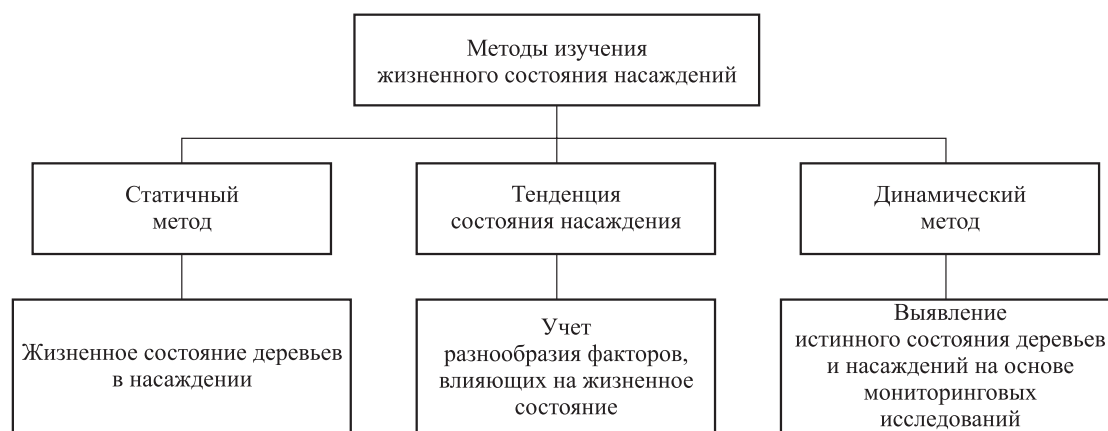 Методы изучения
жизненного состояния насаждений
Статичный
метод
Тенденция
состояния насаждения
Динамический
метод
Жизненное состояние деревьев
в насаждении
Учет
разнообразия факторов,
влияющих на жизненное
состояние
Выявление
истинного состояния деревьев
и насаждений на основе
мониторинговых
исследований